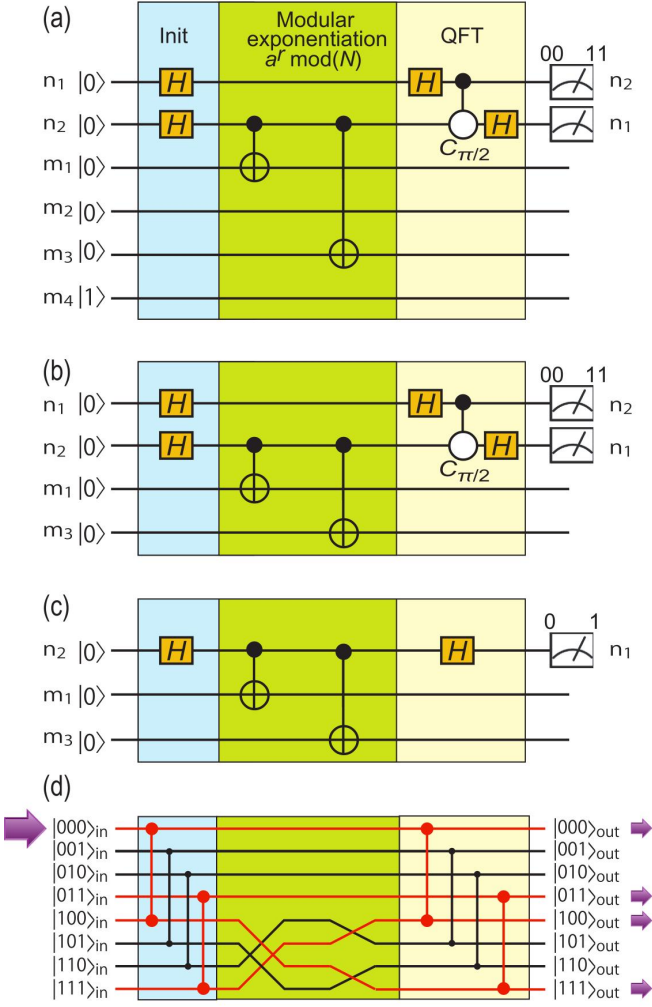 (a)
Init
Modular
exponentiation
a^r mod(N)
QFT
00 11
n₁ |0⟩ H H n₂
n₂ |0⟩ H H n₁
C_π/2
m₁ |0⟩
m₂ |0⟩
m₃ |0⟩
m₄ |1⟩
(b)
00 11
n₁ |0⟩ H H n₂
n₂ |0⟩ H H n₁
C_π/2
m₁ |0⟩
m₃ |0⟩
(c)
0 1
n₂ |0⟩ H H n₁
m₁ |0⟩
m₃ |0⟩
(d)
|000⟩in |000⟩out
|001⟩in |001⟩out
|010⟩in |010⟩out
|011⟩in |011⟩out
|100⟩in |100⟩out
|101⟩in |101⟩out
|110⟩in |110⟩out
|111⟩in |111⟩out